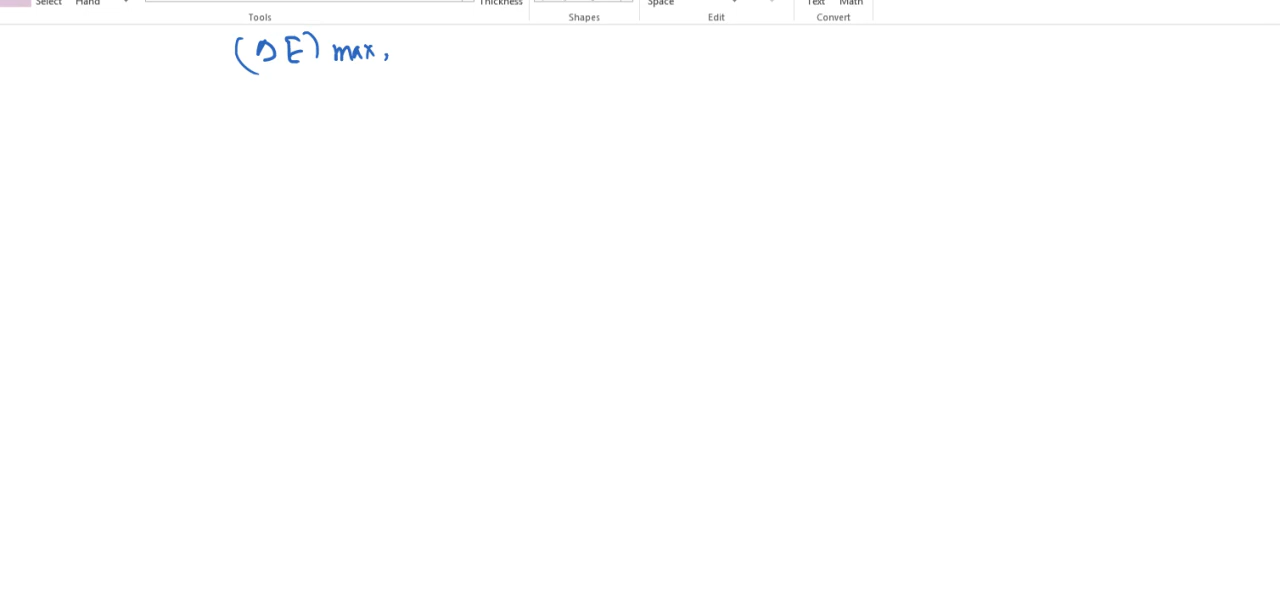 Select Hand Thickness Space Text Math
Tools Shapes Edit Convert
(ΔE) max,